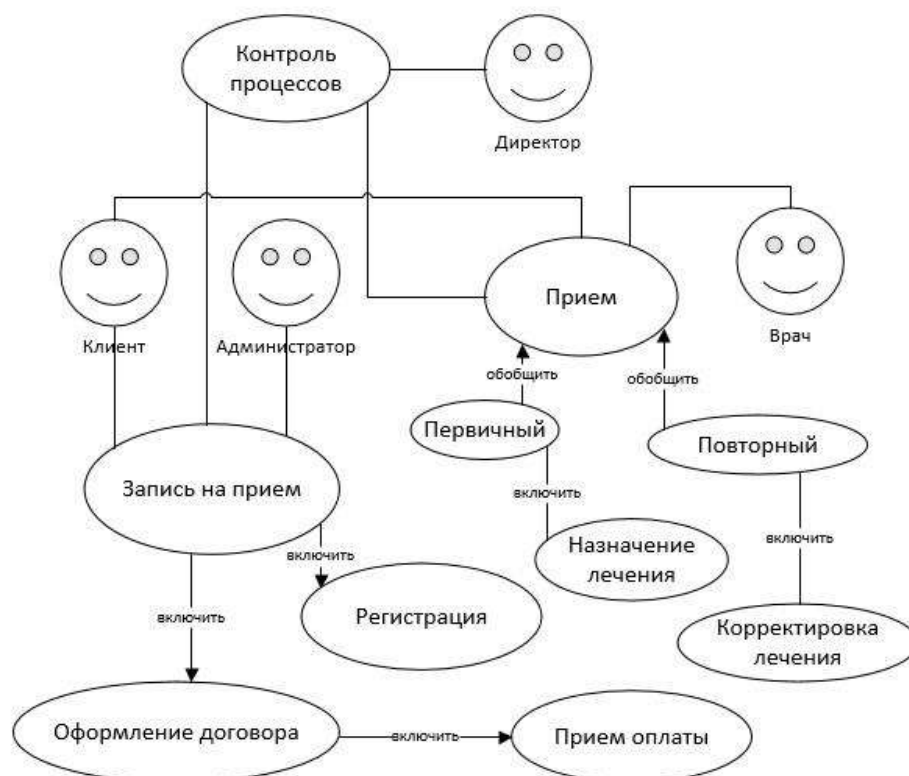 Контроль
процессов
Директор
Клиент
Администратор
Прием
Врач
обобщить
обобщить
Первичный
Повторный
Запись на прием
включить
включить
включить
Назначение
лечения
Регистрация
включить
Корректировка
лечения
Оформление договора
включить
Прием оплаты